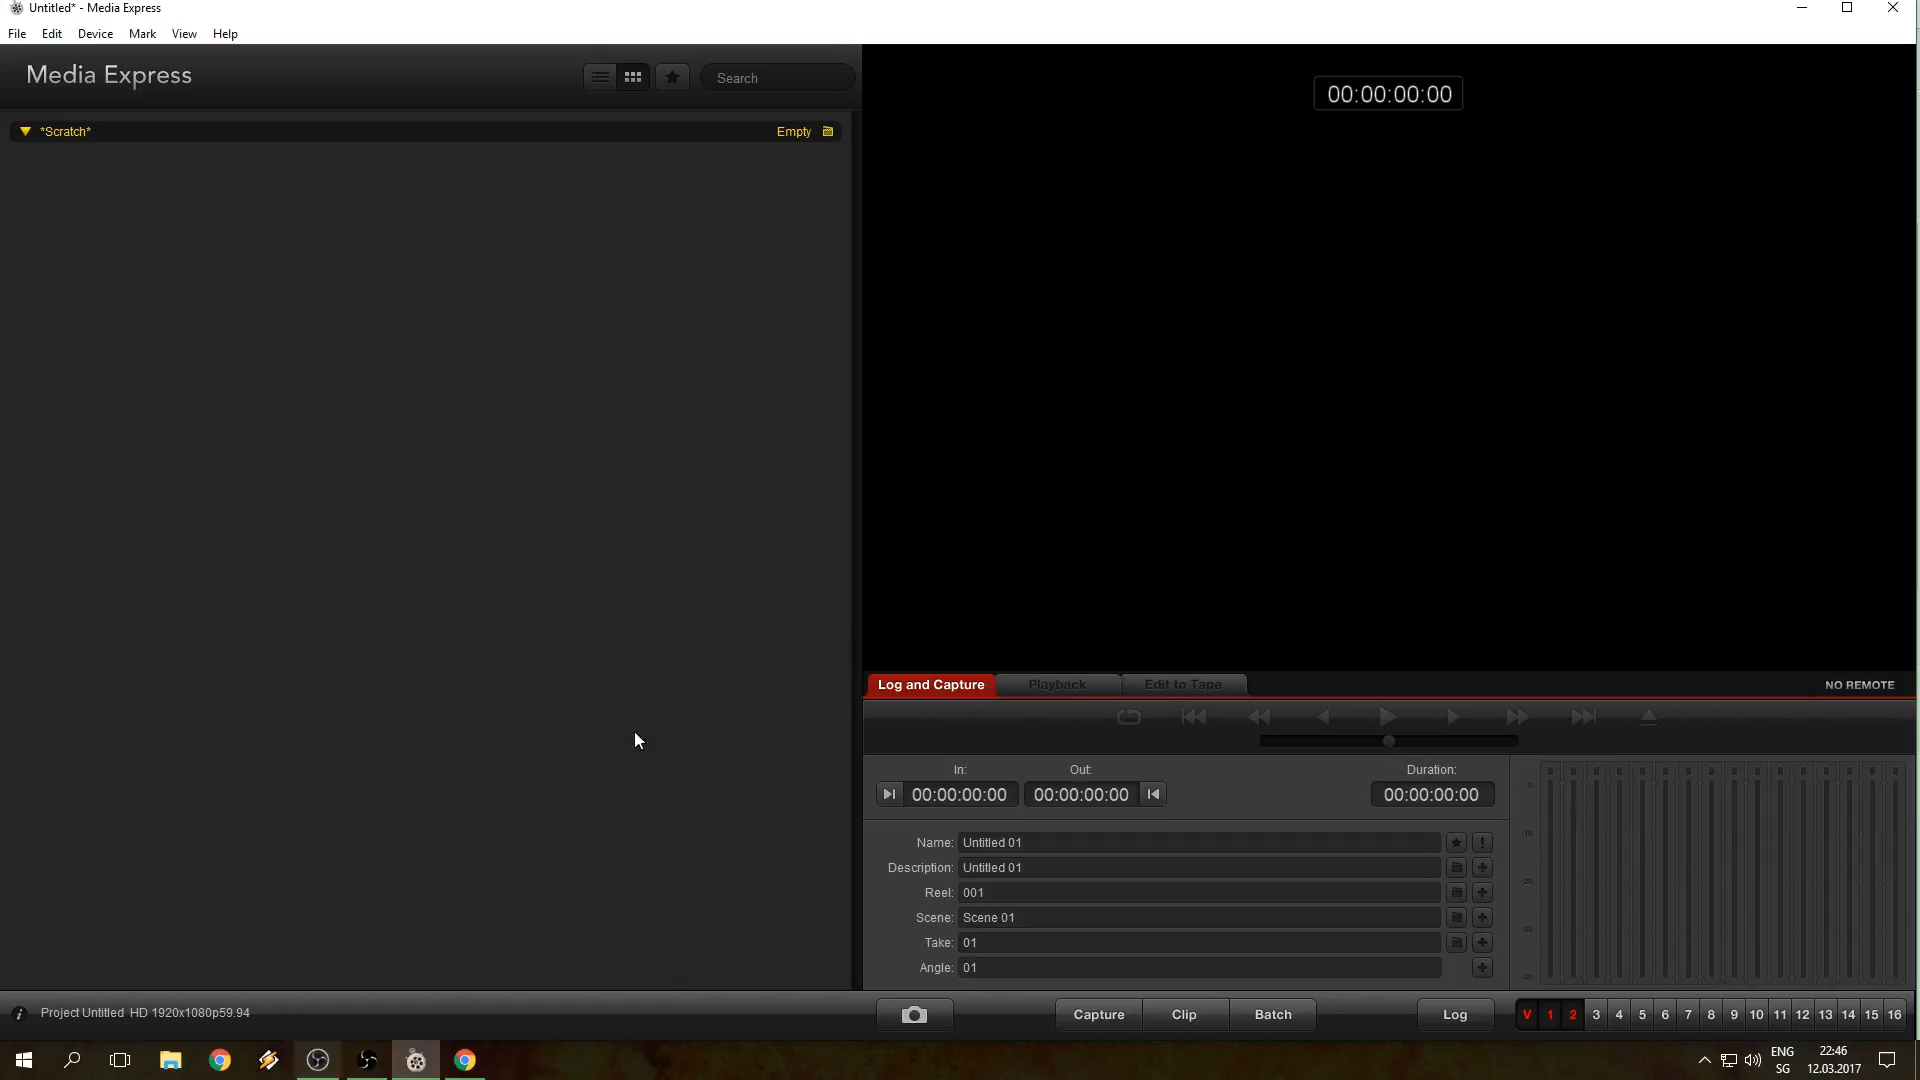 Untitled* - Media Express
File Edit Device Mark View Help
Media Express
Search
00:00:00:00
*Scratch* Empty
Log and Capture Playback Edit to Tape NO REMOTE
In: Out: Duration:
00:00:00:00 00:00:00:00 00:00:00:00
Name: Untitled 01
Description: Untitled 01
Reel: 001
Scene: Scene 01
Take: 01
Angle: 01
-10
-20
-30
Project Untitled HD 1920x1080p59.94
Capture Clip Batch Log V 1 2 3 4 5 6 7 8 9 10 11 12 13 14 15 16
ENG 22:46
SG 12.03.2017